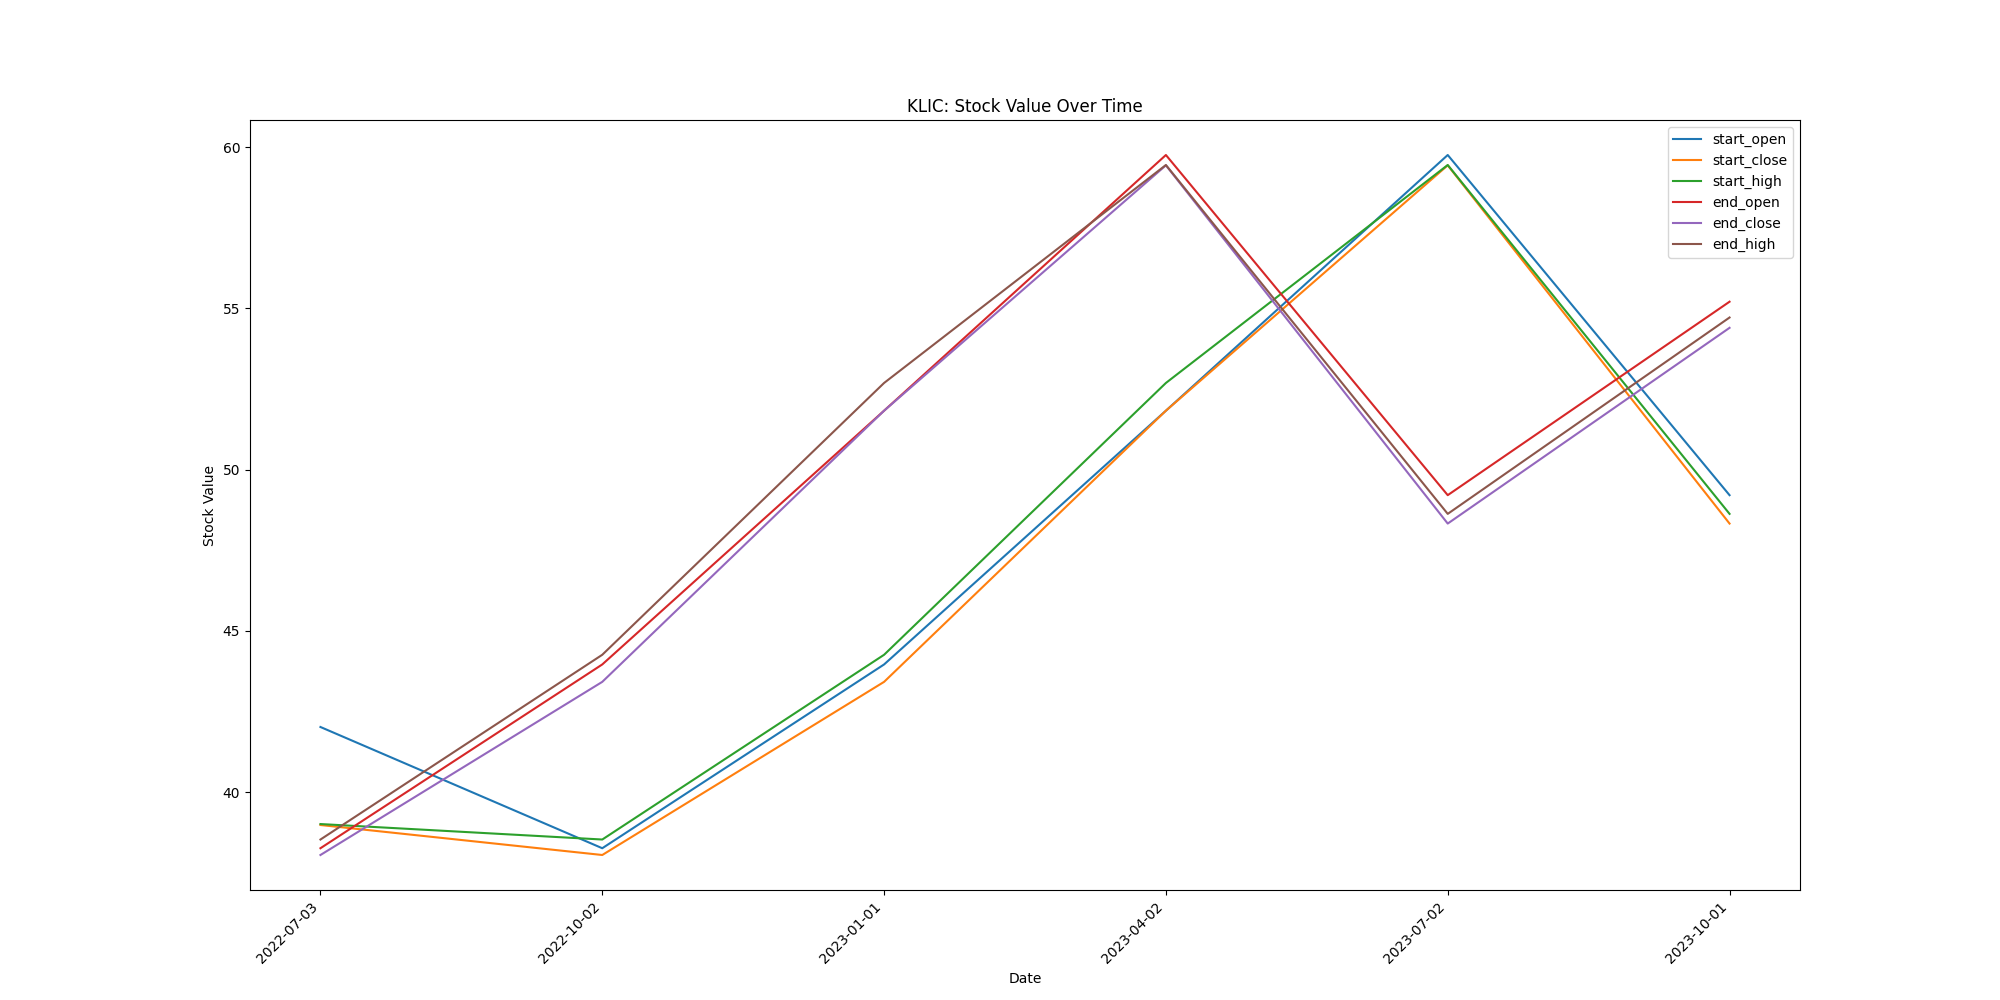 KLIC: Stock Value Over Time
start_open
start_close
start_high
end_open
end_close
end_high
Stock Value
60
55
50
45
40
2022-07-03
2022-10-02
2023-01-01
2023-04-02
2023-07-02
2023-10-01
Date